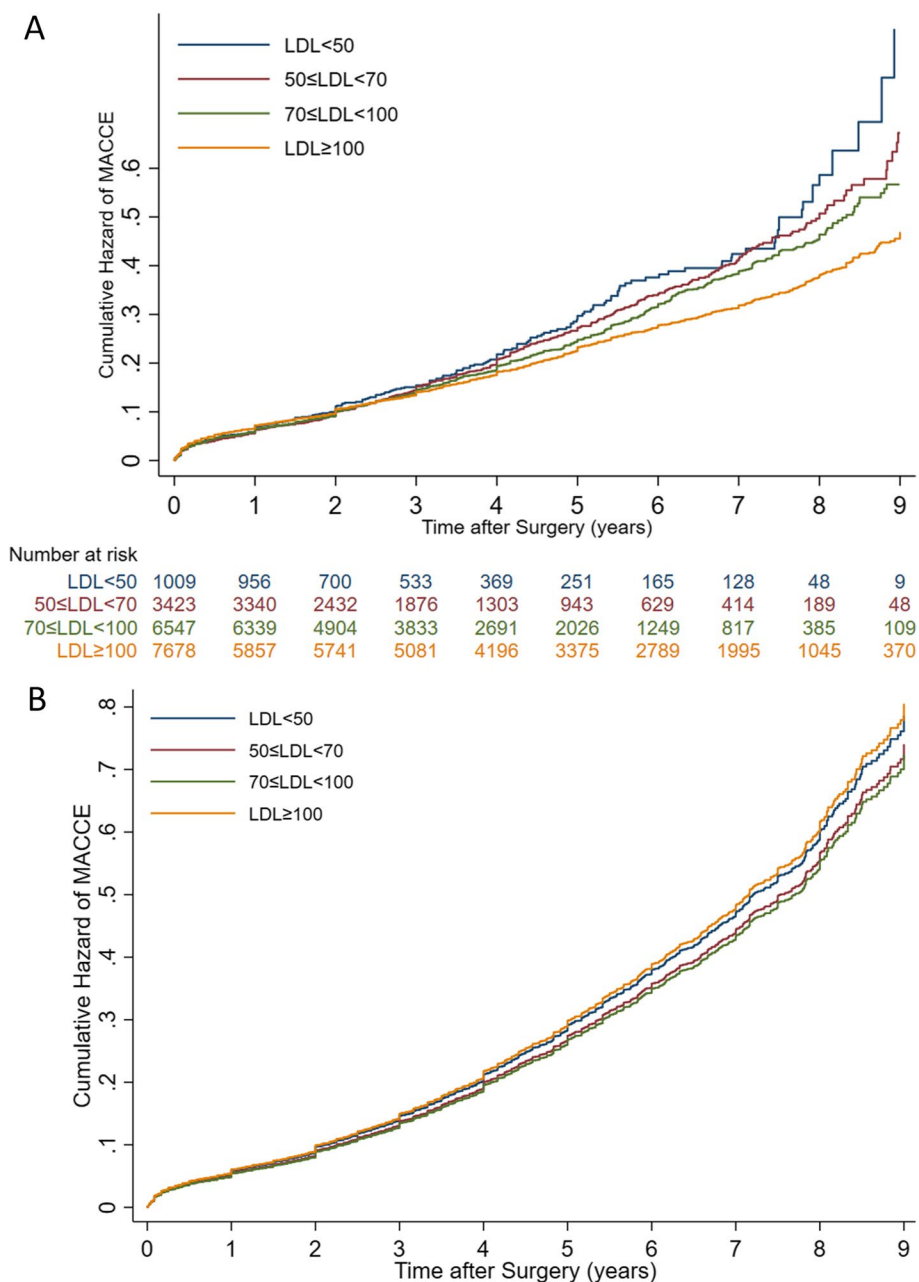 A
LDL<50
50≤LDL<70
70≤LDL<100
LDL≥100
Cumulative Hazard of MACCE
.6
.5
.4
.3
.2
.1
0
0 1 2 3 4 5 6 7 8 9
Time after Surgery (years)
Number at risk
LDL<50 1009 956 700 533 369 251 165 128 48 9
50≤LDL<70 3423 3340 2432 1876 1303 943 629 414 189 48
70≤LDL<100 6547 6339 4904 3833 2691 2026 1249 817 385 109
LDL≥100 7678 5857 5741 5081 4196 3375 2789 1995 1045 370
B
LDL<50
50≤LDL<70
70≤LDL<100
LDL≥100
Cumulative Hazard of MACCE
.8
.7
.6
.5
.4
.3
.2
.1
0
0 1 2 3 4 5 6 7 8 9
Time after Surgery (years)